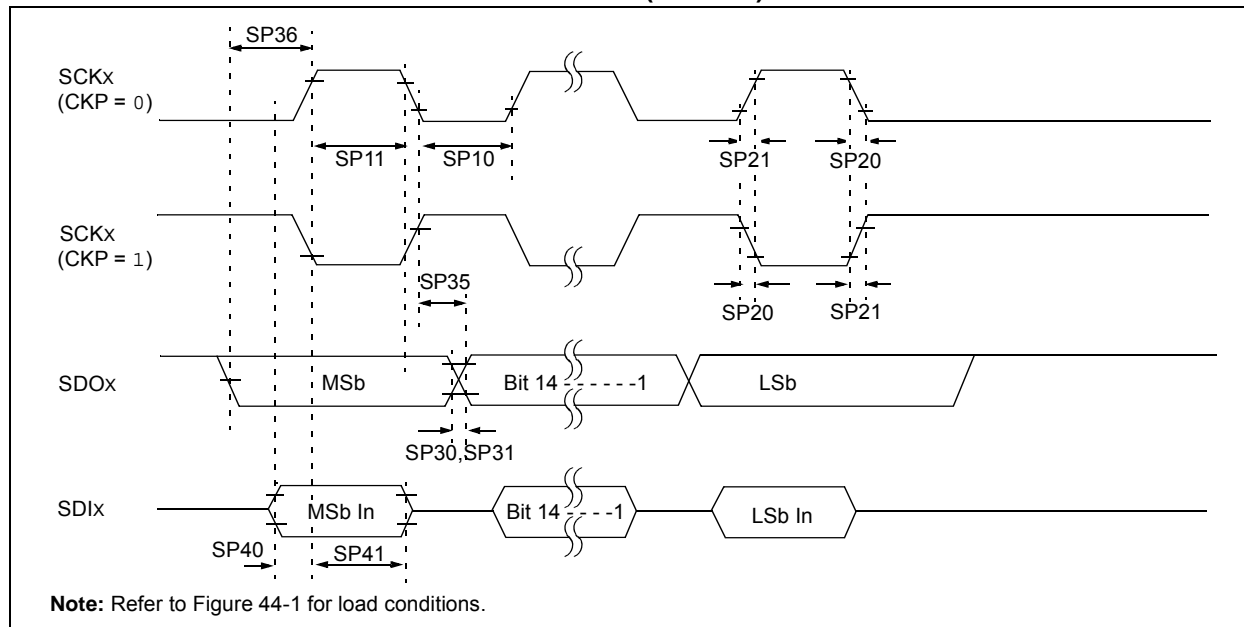 SP36
SCKx
(CKP = 0)
SP11
SP10
SP21
SP20
SCKx
(CKP = 1)
SP35
SP20
SP21
SDOx
MSb
Bit 14 - - - - - -1
LSb
SP30,SP31
SDIx
MSb In
Bit 14 - - - - -1
LSb In
SP40
SP41
Note: Refer to Figure 44-1 for load conditions.